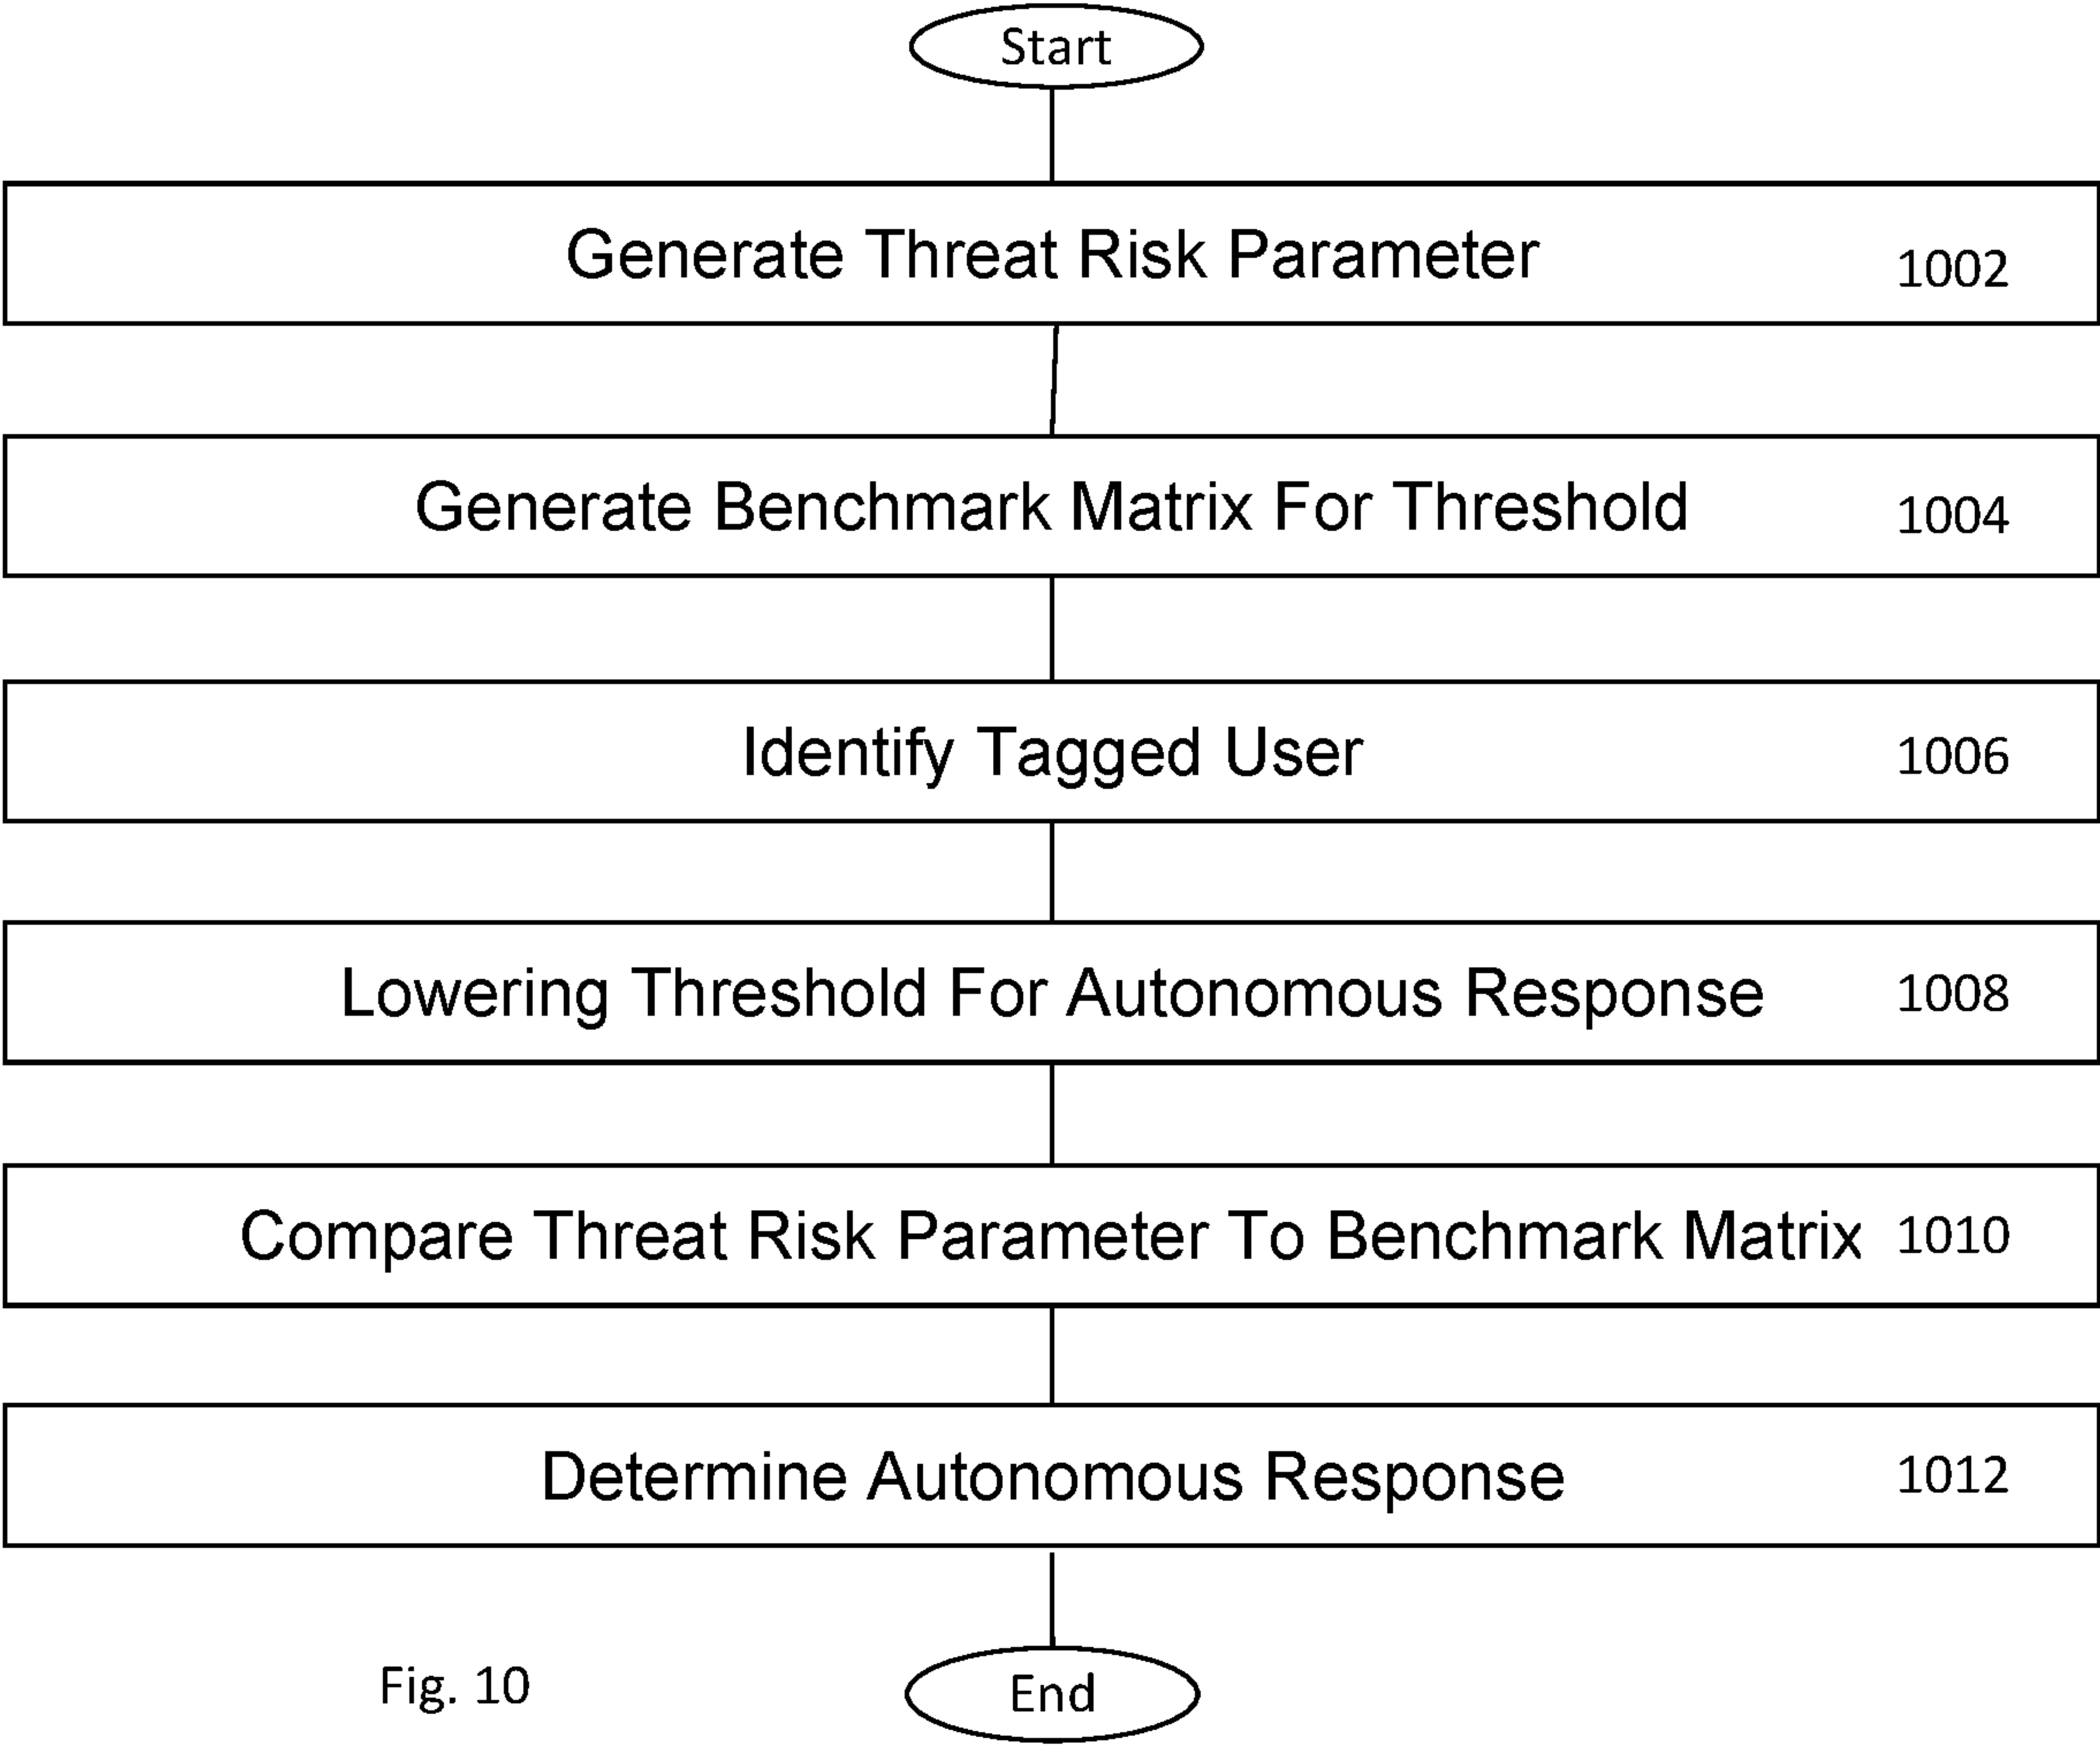 Start
Generate Threat Risk Parameter 1002
Generate Benchmark Matrix For Threshold 1004
Identify Tagged User 1006
Lowering Threshold For Autonomous Response 1008
Compare Threat Risk Parameter To Benchmark Matrix 1010
Determine Autonomous Response 1012
Fig. 10
End